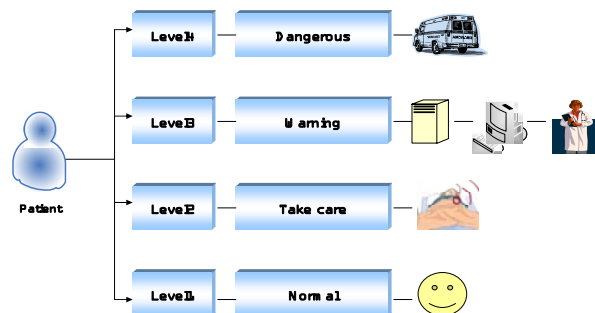 Level4
Dangerous
Level3
Warning
Patient
Level2
Take care
Level1
Normal